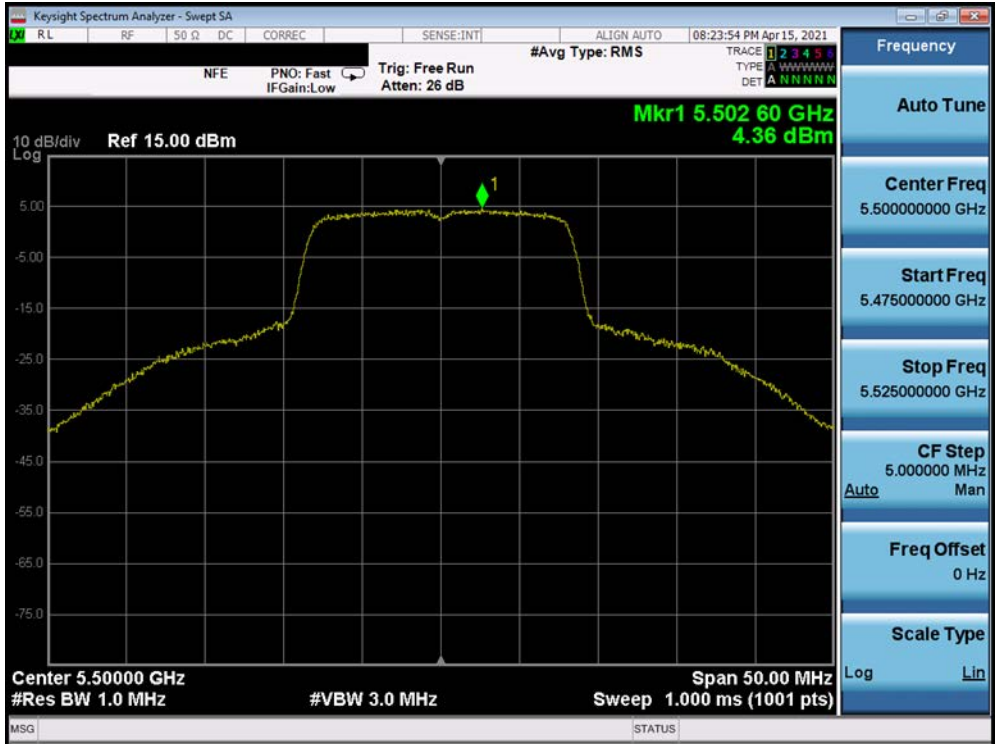 Keysight Spectrum Analyzer - Swept SA
LXI RL RF 50 Ω DC CORREC SENSE:INT ALIGN AUTO 08:23:54 PM Apr 15, 2021
#Avg Type: RMS
TRACE 1 2 3 4 5 6
TYPE A WWWWW
DET A N N N N N
NFE PNO: Fast Trig: Free Run
IFGain:Low Atten: 26 dB
Mkr1 5.502 60 GHz
4.36 dBm
10 dB/div Ref 15.00 dBm
Log
1
5.00
-5.00
-15.0
-25.0
-35.0
-45.0
-55.0
-65.0
-75.0
Center 5.50000 GHz Span 50.00 MHz
#Res BW 1.0 MHz #VBW 3.0 MHz Sweep 1.000 ms (1001 pts)
MSG STATUS
Frequency
Auto Tune
Center Freq
5.500000000 GHz
Start Freq
5.475000000 GHz
Stop Freq
5.525000000 GHz
CF Step
5.000000 MHz
Auto Man
Freq Offset
0 Hz
Scale Type
Log Lin